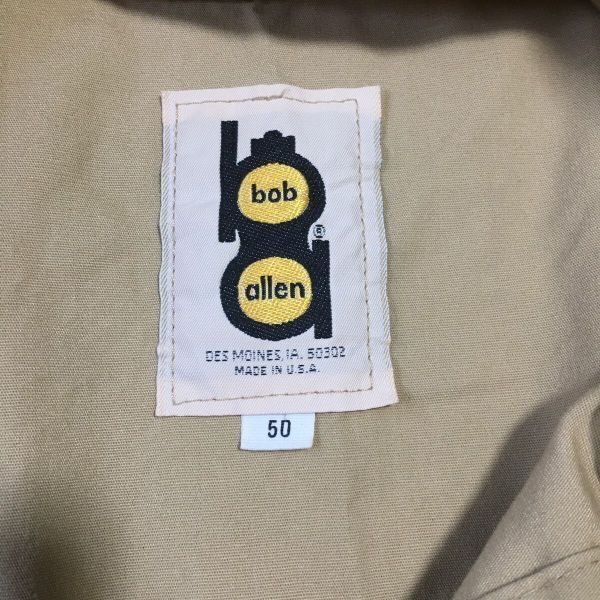 bob
®
allen
DES MOINES, IA. 50302
MADE IN U.S.A.
50